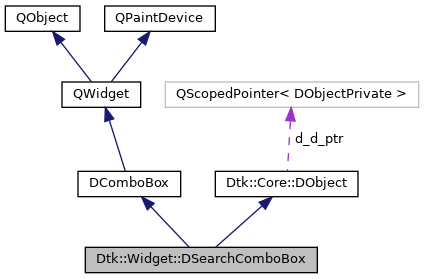 QObject
QPaintDevice
QWidget
QScopedPointer< DObjectPrivate >
d_d_ptr
DComboBox
Dtk::Core::DObject
Dtk::Widget::DSearchComboBox